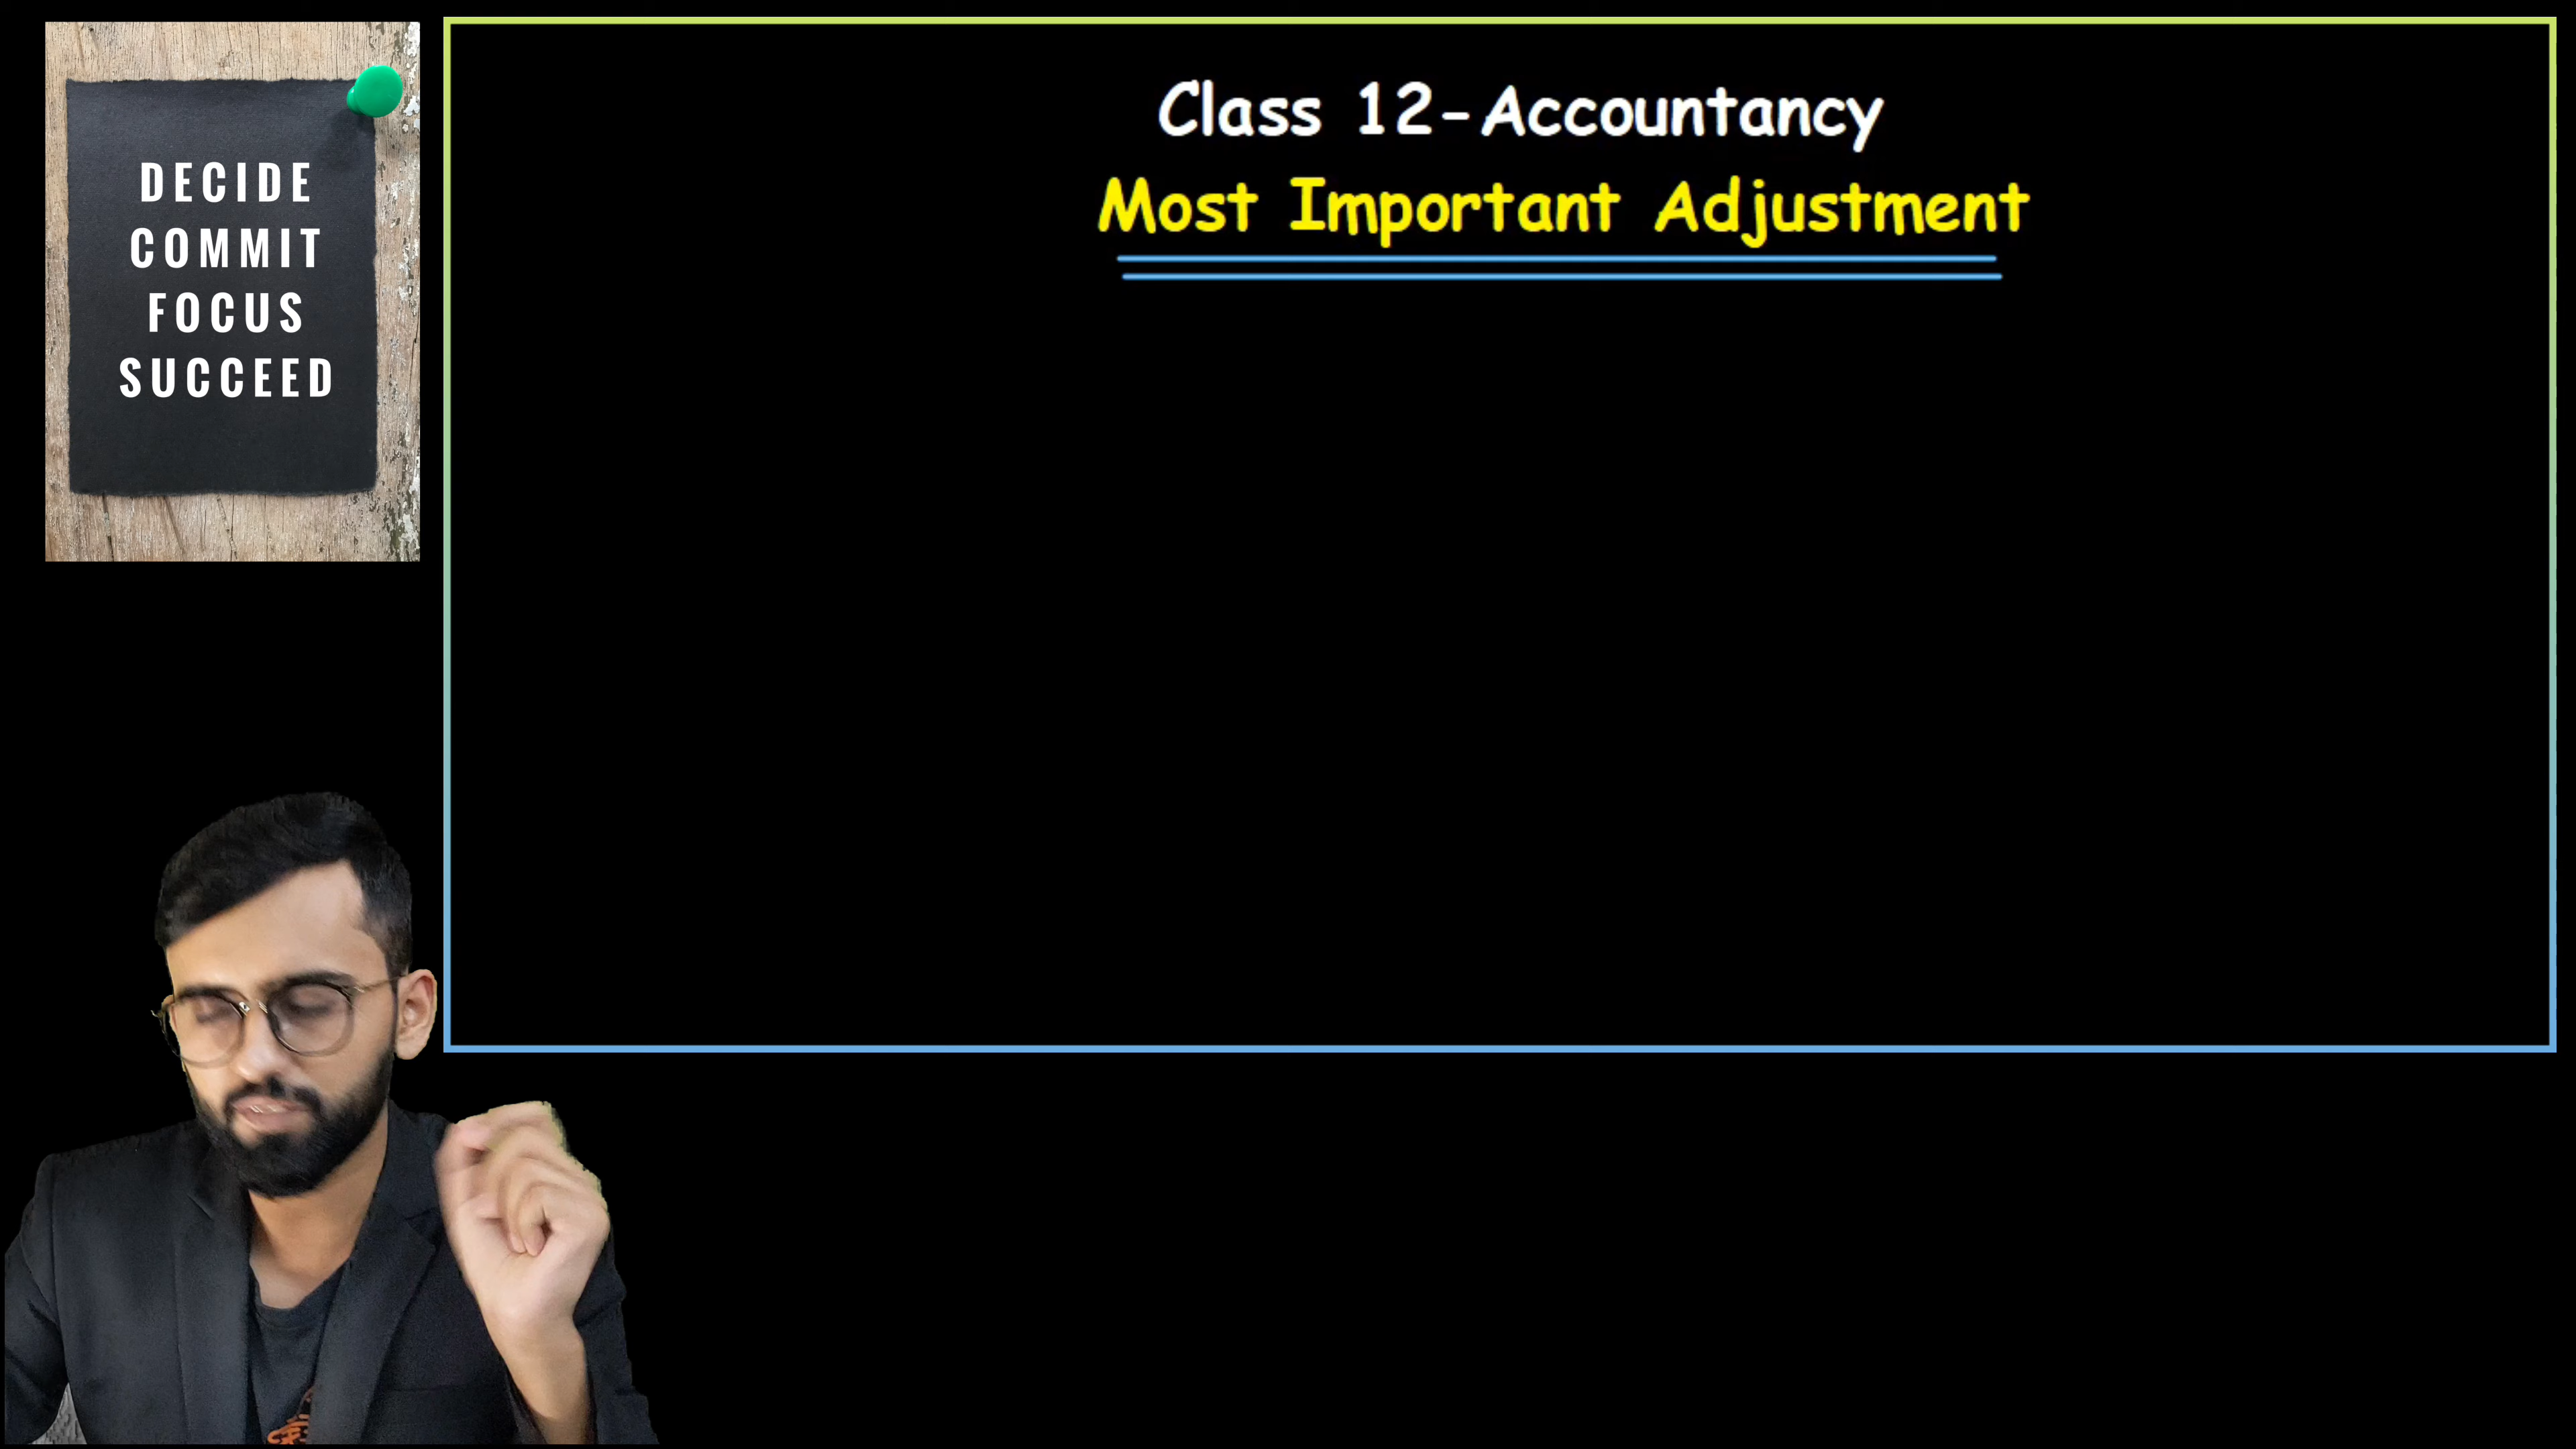 DECIDE
COMMIT
FOCUS
SUCCEED
Class 12-Accountancy
Most Important Adjustment